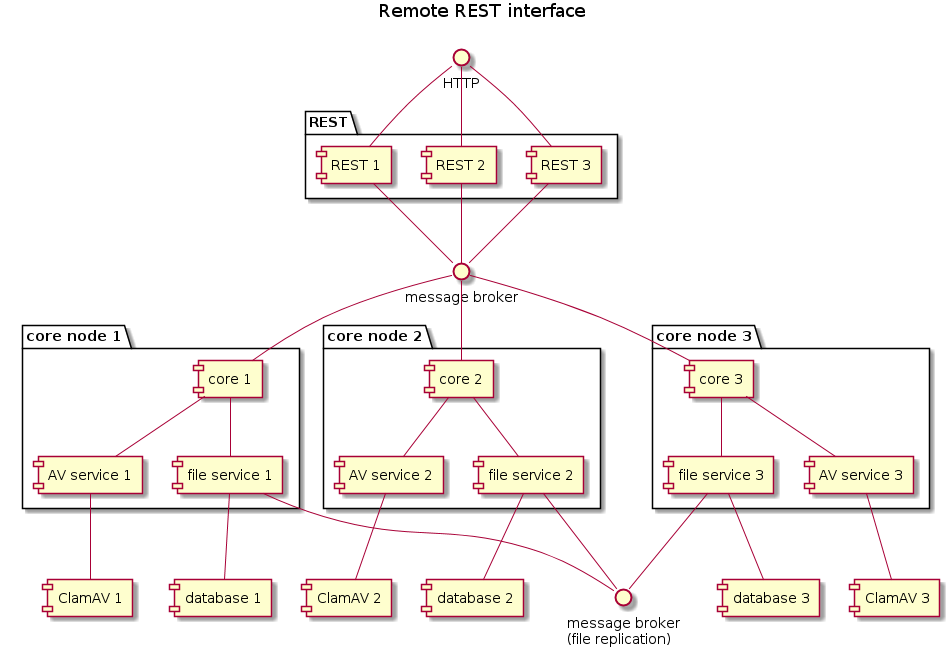 Remote REST interface
HTTP
REST
REST 1
REST 2
REST 3
message broker
core node 1
core node 2
core node 3
core 1
core 2
core 3
AV service 1
file service 1
AV service 2
file service 2
file service 3
AV service 3
ClamAV 1
database 1
ClamAV 2
database 2
database 3
ClamAV 3
message broker
(file replication)